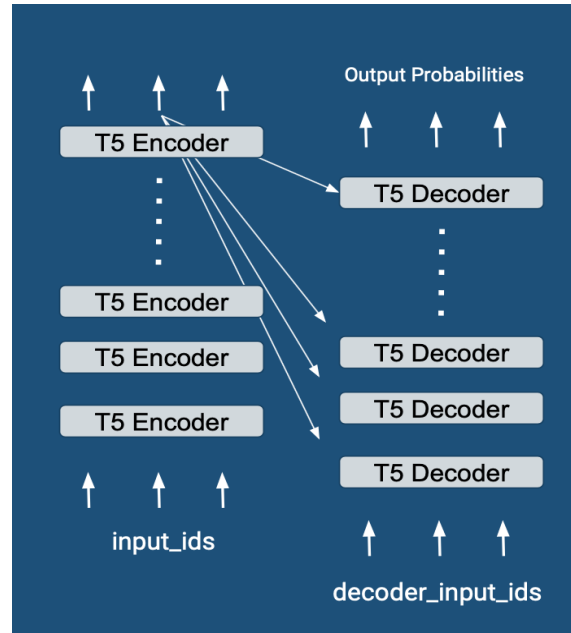 T5 Encoder
T5 Encoder
T5 Encoder
T5 Encoder
input_ids
Output Probabilities
T5 Decoder
T5 Decoder
T5 Decoder
T5 Decoder
decoder_input_ids